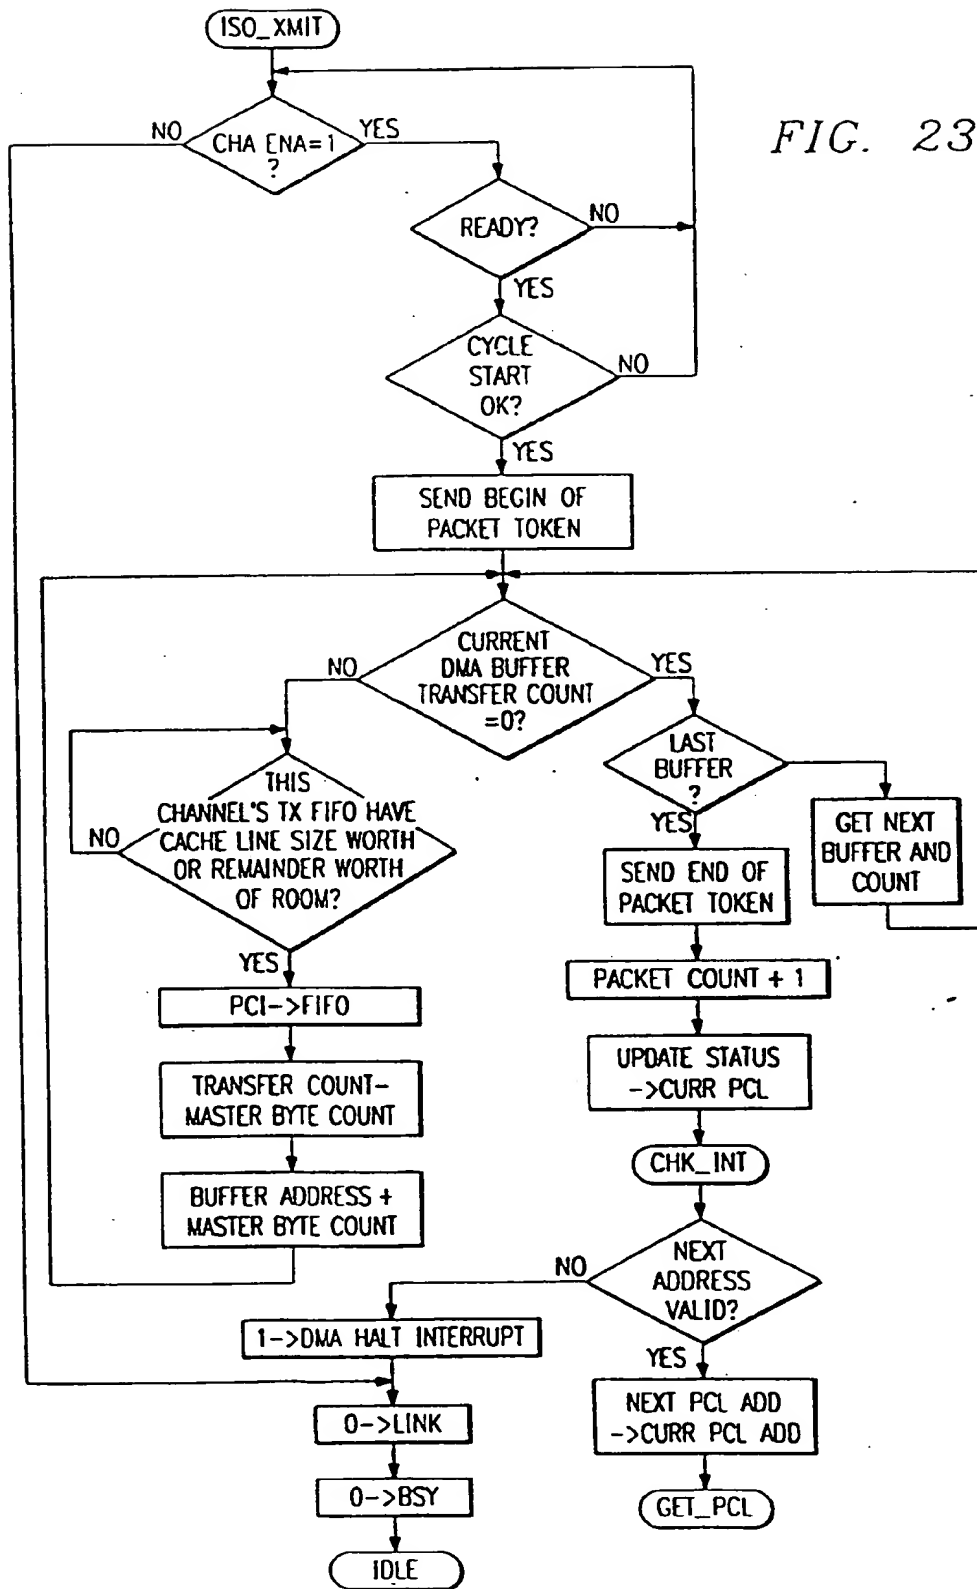 ISO_XMIT
FIG. 23
NO
YES
CHA ENA=1
?
READY?
NO
YES
CYCLE
START
OK?
NO
YES
SEND BEGIN OF
PACKET TOKEN
CURRENT
DMA BUFFER
TRANSFER COUNT
=0?
NO
YES
LAST
BUFFER
?
YES
THIS
CHANNEL'S TX FIFO HAVE
CACHE LINE SIZE WORTH
OR REMAINDER WORTH
OF ROOM?
NO
YES
GET NEXT
BUFFER AND
COUNT
SEND END OF
PACKET TOKEN
PACKET COUNT + 1
PCI->FIFO
TRANSFER COUNT-
MASTER BYTE COUNT
UPDATE STATUS
->CURR PCL
BUFFER ADDRESS +
MASTER BYTE COUNT
CHK_INT
NEXT
ADDRESS
VALID?
NO
YES
1->DMA HALT INTERRUPT
NEXT PCL ADD
->CURR PCL ADD
0->LINK
0->BSY
GET_PCL
IDLE